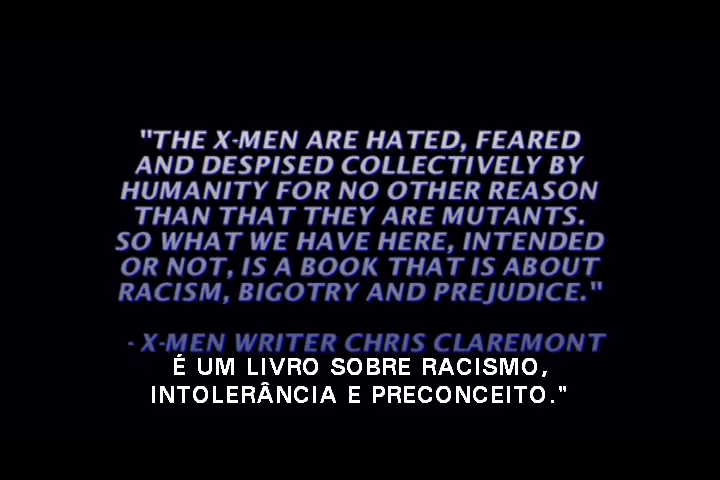 "THE X-MEN ARE HATED, FEARED
AND DESPISED COLLECTIVELY BY
HUMANITY FOR NO OTHER REASON
THAN THAT THEY ARE MUTANTS.
SO WHAT WE HAVE HERE, INTENDED
OR NOT, IS A BOOK THAT IS ABOUT
RACISM, BIGOTRY AND PREJUDICE."
- X-MEN WRITER CHRIS CLAREMONT
É UM LIVRO SOBRE RACISMO,
INTOLERÂNCIA E PRECONCEITO."